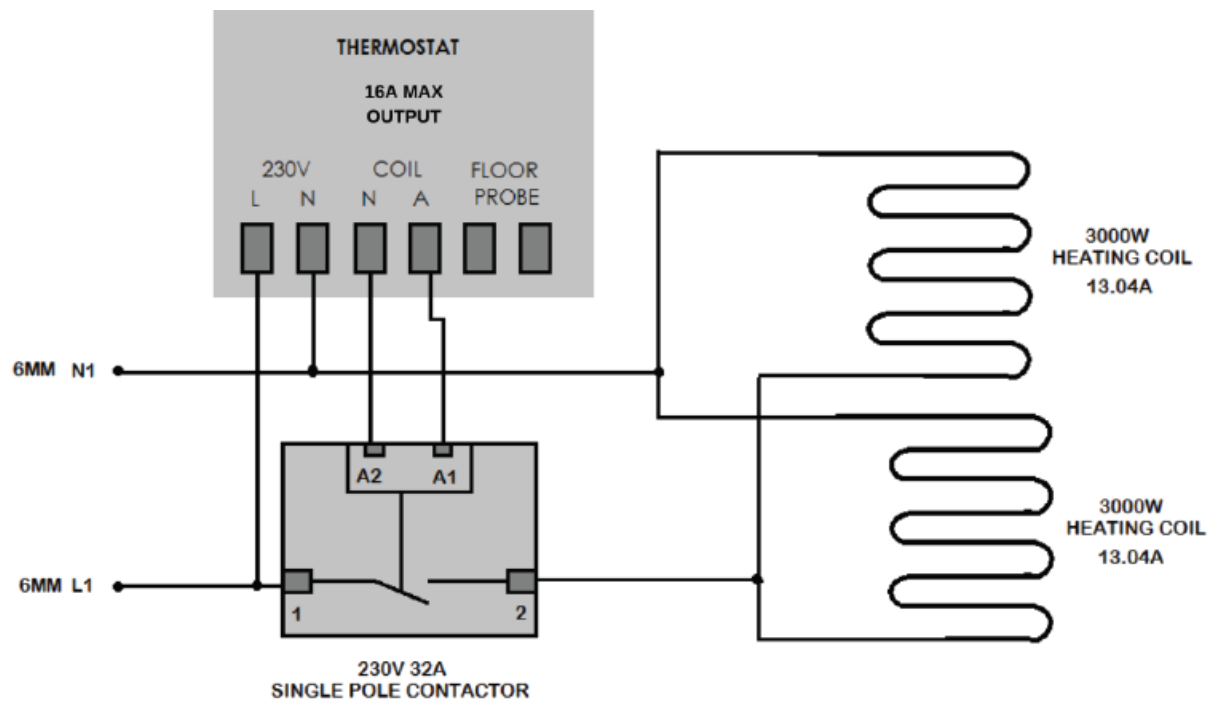 THERMOSTAT
16A MAX
OUTPUT
230V COIL FLOOR
L N N A PROBE
3000W
HEATING COIL
13.04A
6MM N1
A2 A1
3000W
HEATING COIL
13.04A
6MM L1
1 2
230V 32A
SINGLE POLE CONTACTOR